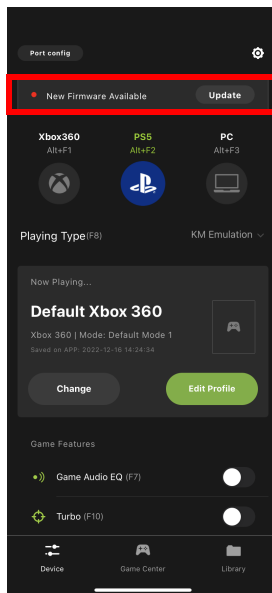 Port config
New Firmware Available
Update
Xbox360
PS5
PC
Alt+F1
Alt+F2
Alt+F3
Playing Type(F8)
KM Emulation
Now Playing...
Default Xbox 360
Xbox 360 | Mode: Default Mode 1
Saved on APP: 2022-12-16 14:24:34
Change
Edit Profile
Game Features
Game Audio EQ (F7)
Turbo (F10)
Device
Game Center
Library